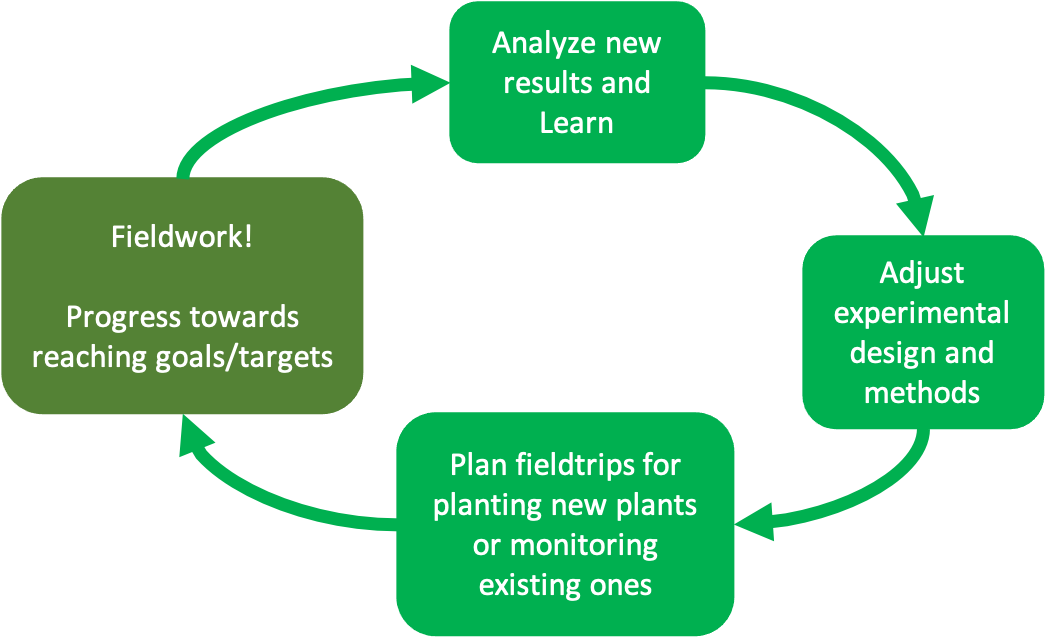 Analyze new
results and
Learn
Adjust
experimental
design and
methods
Plan fieldtrips for
planting new plants
or monitoring
existing ones
Fieldwork!
Progress towards
reaching goals/targets